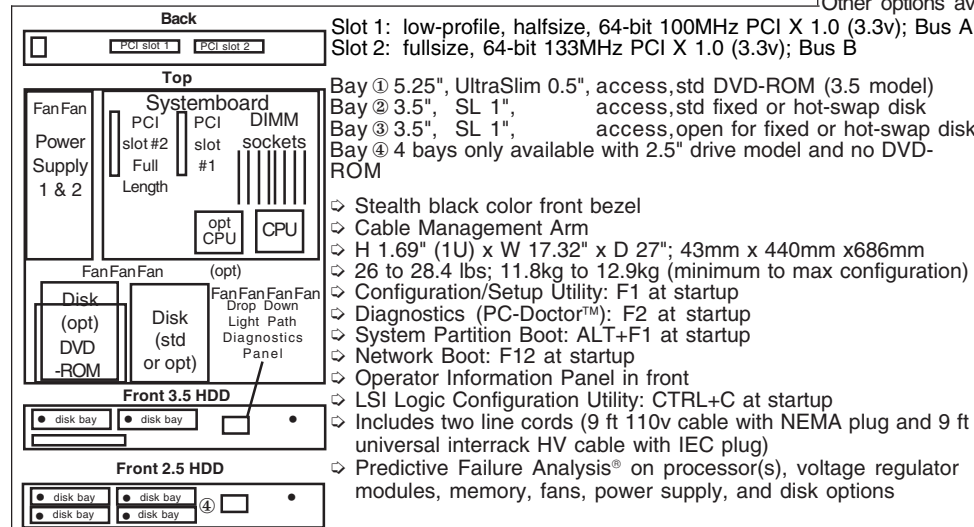 Other options av
Back
PCI slot 1 PCI slot 2
Slot 1: low-profile, halfsize, 64-bit 100MHz PCI X 1.0 (3.3v); Bus A
Slot 2: fullsize, 64-bit 133MHz PCI X 1.0 (3.3v); Bus B
Top
Fan Fan
Power
Supply
1 & 2
Systemboard
PCI
slot #2
Full
Length
PCI
slot
#1
DIMM
sockets
opt
CPU
CPU
Fan Fan Fan
(opt)
Fan Fan Fan Fan
Disk
(opt)
DVD
-ROM
Disk
(std
or opt)
Drop Down
Light Path
Diagnostics
Panel
Front 3.5 HDD
disk bay disk bay
Front 2.5 HDD
disk bay disk bay
disk bay disk bay
④
Bay ① 5.25", UltraSlim 0.5", access,std DVD-ROM (3.5 model)
Bay ② 3.5", SL 1", access,std fixed or hot-swap disk
Bay ③ 3.5", SL 1", access,open for fixed or hot-swap disk
Bay ④ 4 bays only available with 2.5" drive model and no DVD-
ROM
➯ Stealth black color front bezel
➯ Cable Management Arm
➯ H 1.69" (1U) x W 17.32" x D 27"; 43mm x 440mm x686mm
➯ 26 to 28.4 lbs; 11.8kg to 12.9kg (minimum to max configuration)
➯ Configuration/Setup Utility: F1 at startup
➯ Diagnostics (PC-Doctor™): F2 at startup
➯ System Partition Boot: ALT+F1 at startup
➯ Network Boot: F12 at startup
➯ Operator Information Panel in front
➯ LSI Logic Configuration Utility: CTRL+C at startup
➯ Includes two line cords (9 ft 110v cable with NEMA plug and 9 ft
universal interrack HV cable with IEC plug)
➯ Predictive Failure Analysis® on processor(s), voltage regulator
modules, memory, fans, power supply, and disk options